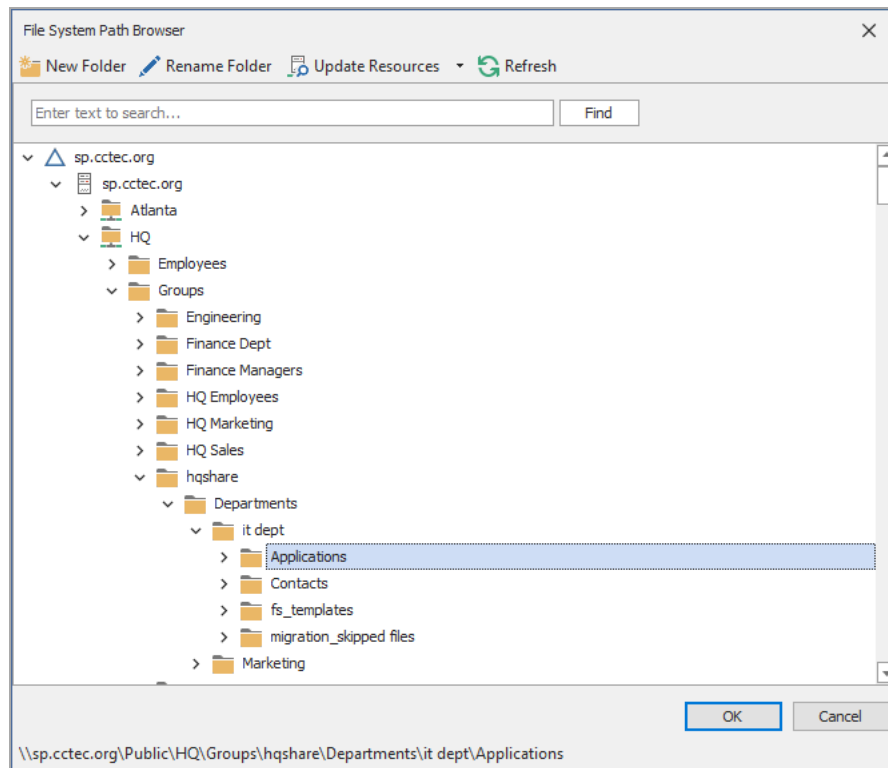 File System Path Browser
New Folder Rename Folder Update Resources Refresh
Enter text to search... Find
sp.cctec.org
sp.cctec.org
Atlanta
HQ
Employees
Groups
Engineering
Finance Dept
Finance Managers
HQ Employees
HQ Marketing
HQ Sales
hqshare
Departments
it dept
Applications
Contacts
fs_templates
migration_skipped files
Marketing
OK Cancel
\\sp.cctec.org\Public\HQ\Groups\hqshare\Departments\it dept\Applications